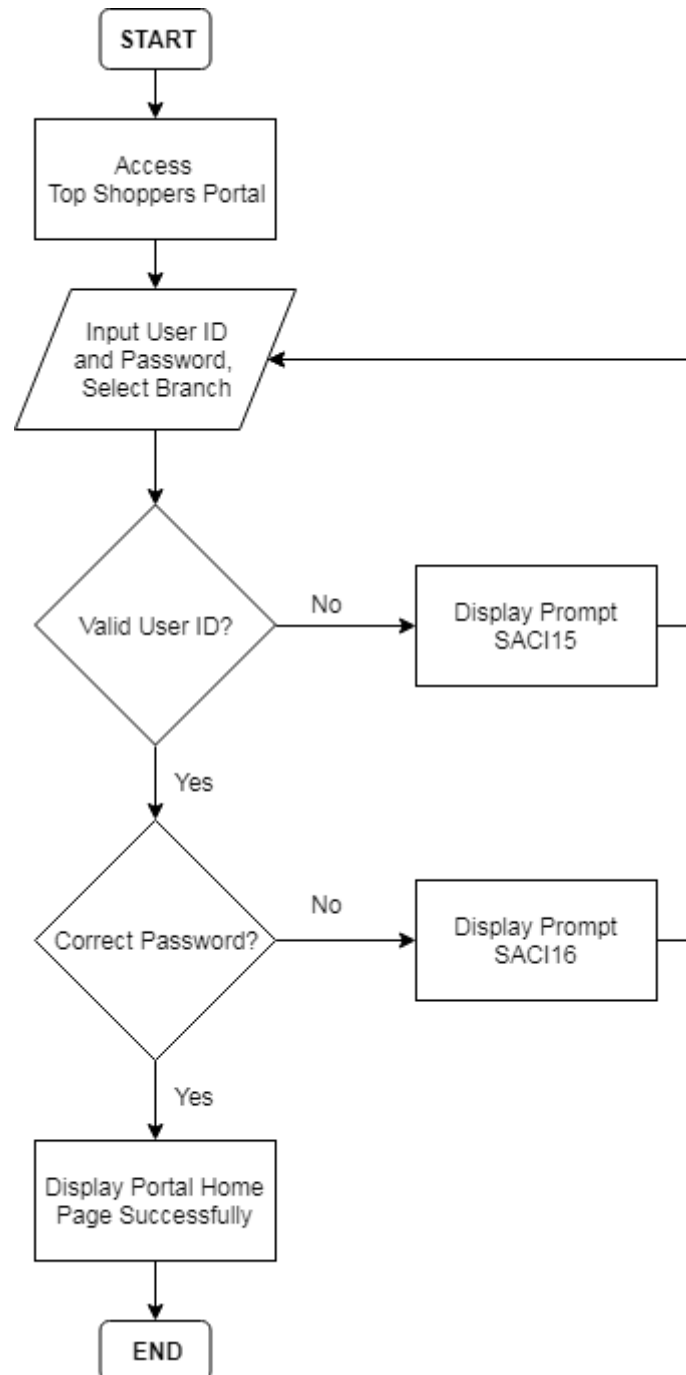 START
Access
Top Shoppers Portal
Input User ID
and Password,
Select Branch
Valid User ID?
No
Display Prompt
SACI15
Yes
Correct Password?
No
Display Prompt
SACI16
Yes
Display Portal Home
Page Successfully
END